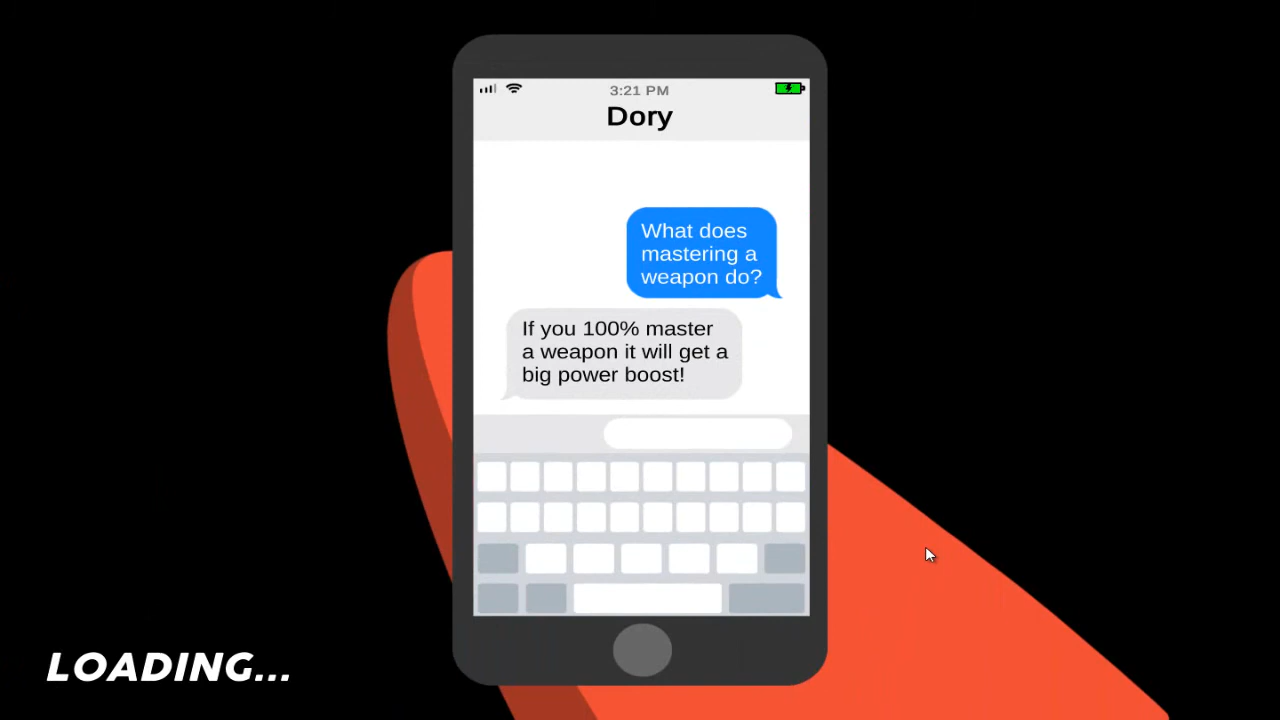 3:21 PM
Dory
What does
mastering a
weapon do?
If you 100% master
a weapon it will get a
big power boost!
LOADING...